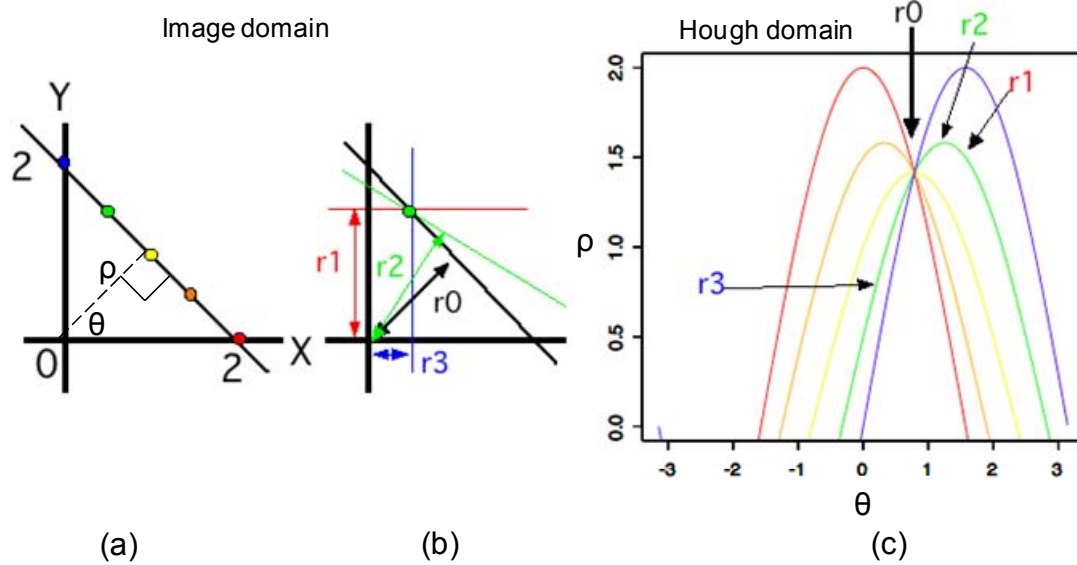 Image domain
Y
2
ρ
θ
0
2
X
r1
r2
r0
r3
Hough domain
r0
r2
r1
r3
ρ
2.0
1.5
1.0
0.5
0.0
-3 -2 -1 0 1 2 3
θ
(a)
(b)
(c)